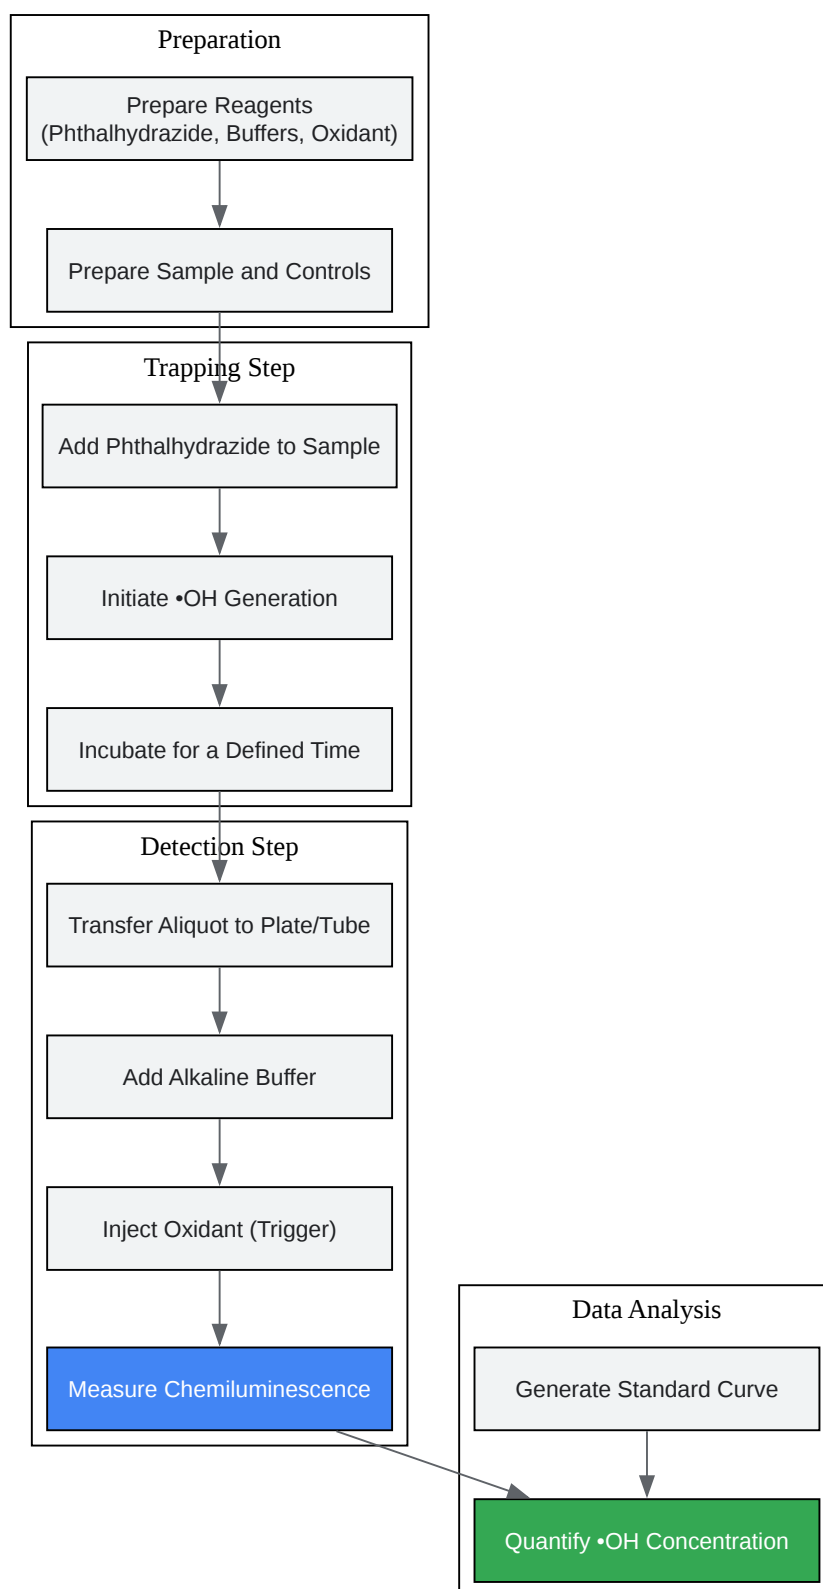 Preparation
Prepare Reagents
(Phthalhydrazide, Buffers, Oxidant)
Prepare Sample and Controls
Trapping Step
Add Phthalhydrazide to Sample
Initiate •OH Generation
Incubate for a Defined Time
Detection Step
Transfer Aliquot to Plate/Tube
Add Alkaline Buffer
Inject Oxidant (Trigger)
Measure Chemiluminescence
Data Analysis
Generate Standard Curve
Quantify •OH Concentration